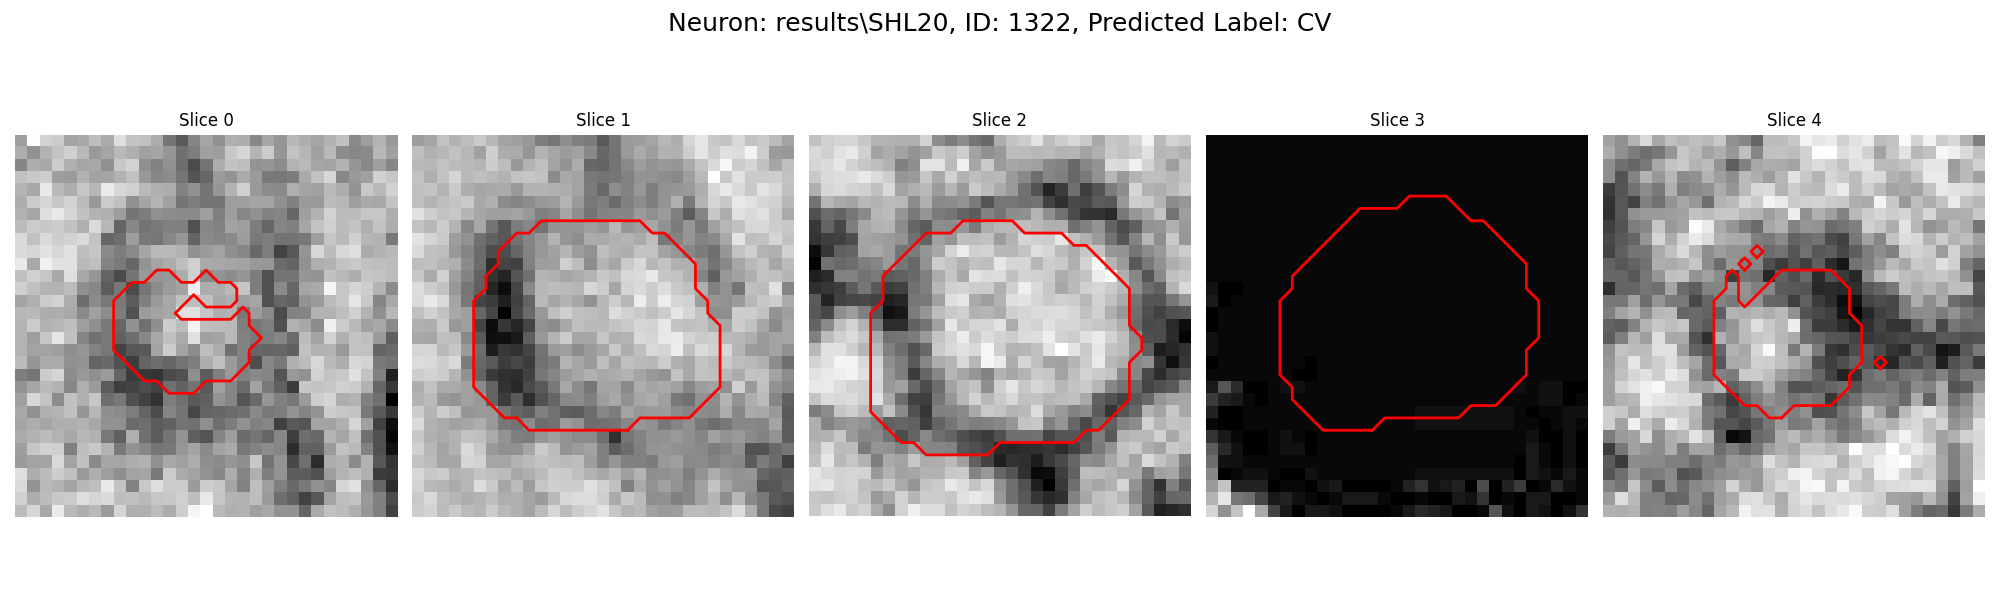 Neuron: results\SHL20, ID: 1322, Predicted Label: CV
Slice 0
Slice 1
Slice 2
Slice 3
Slice 4